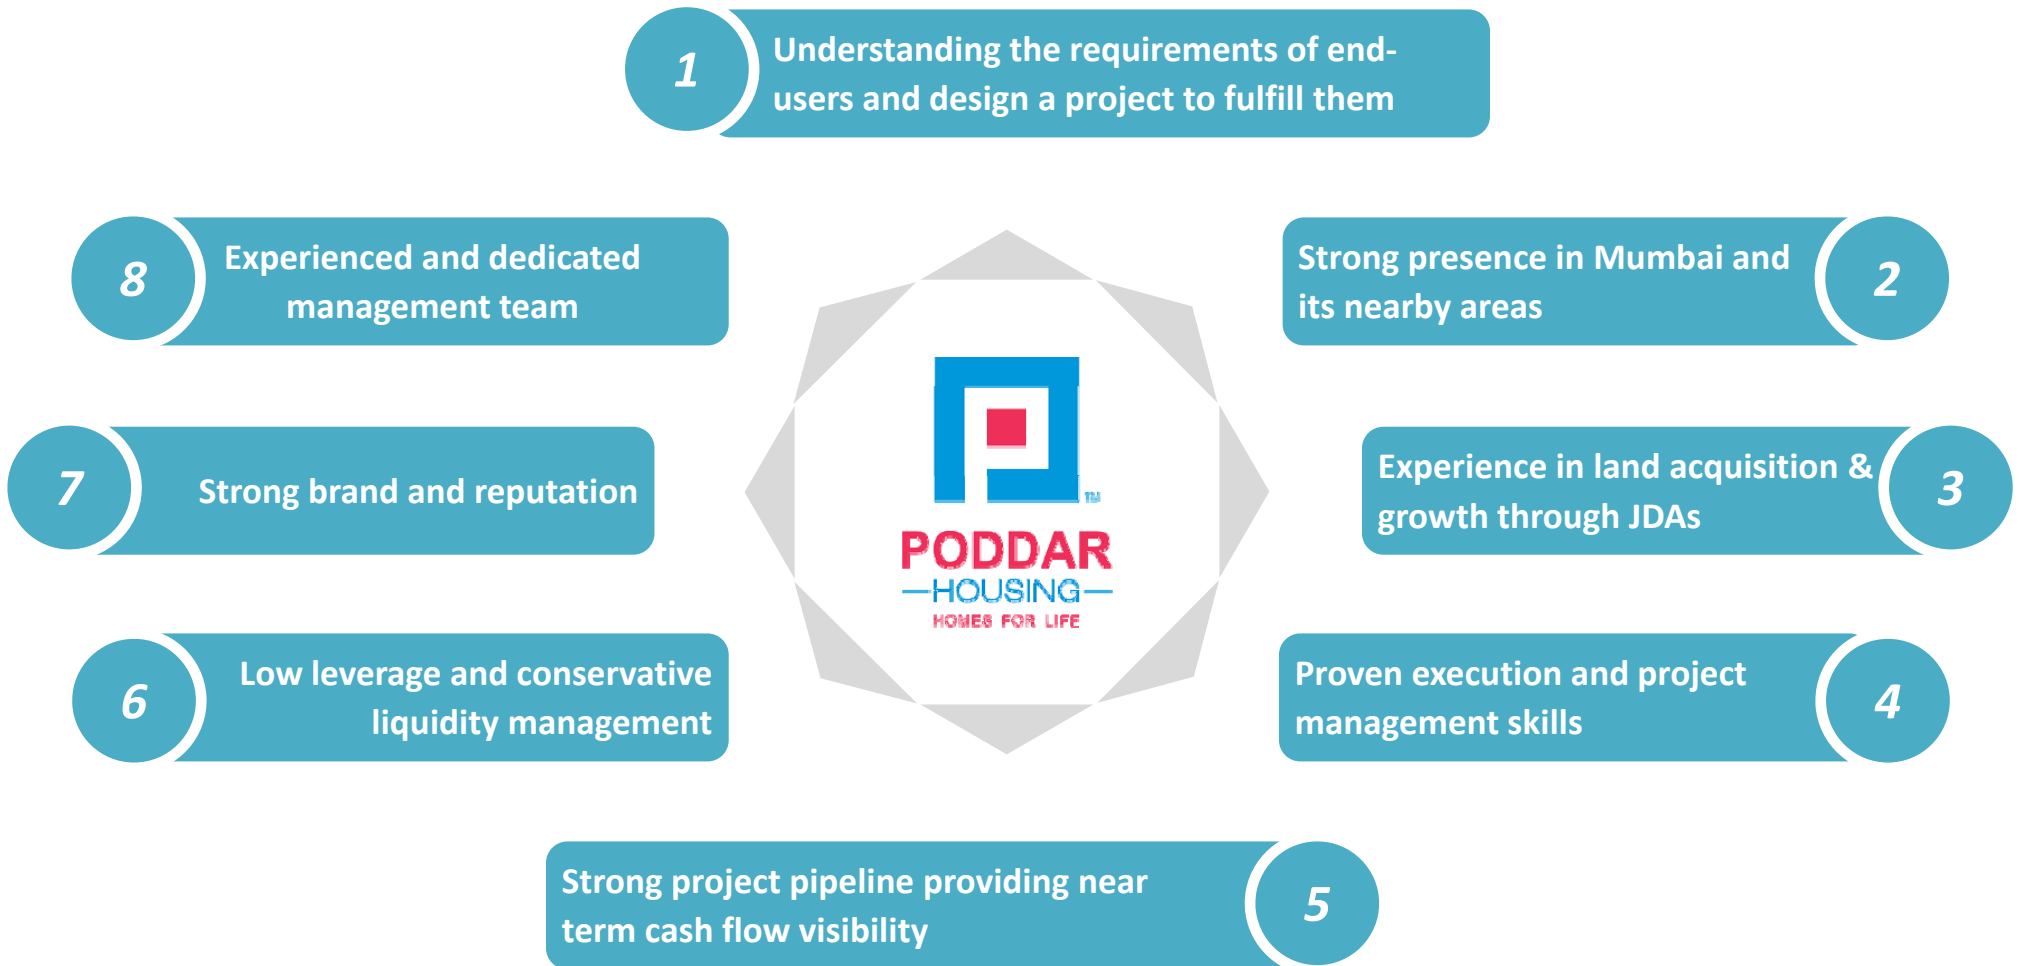 1
Understanding the requirements of end-
users and design a project to fulfill them
8
Experienced and dedicated
management team
Strong presence in Mumbai and
its nearby areas
2
7
Strong brand and reputation
Experience in land acquisition &
growth through JDAs
3
TM
PODDAR
HOUSING
HOMES FOR LIFE
6
Low leverage and conservative
liquidity management
Proven execution and project
management skills
4
Strong project pipeline providing near
term cash flow visibility
5